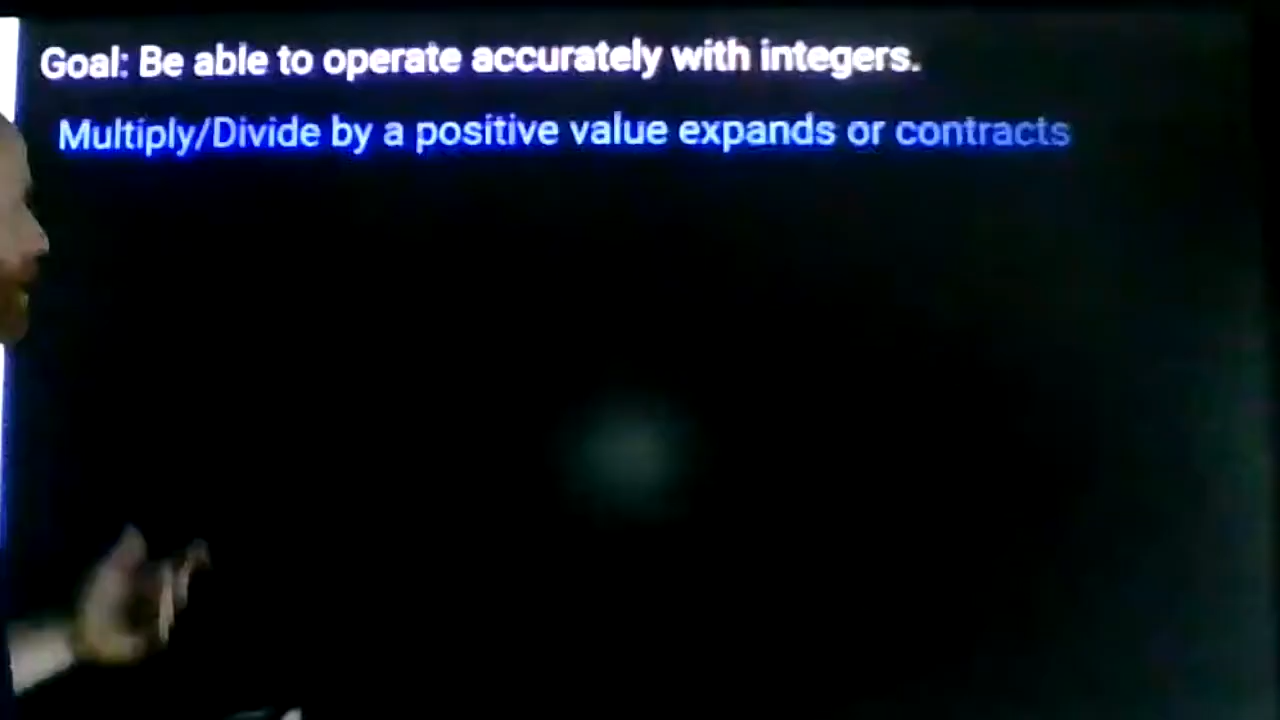 Goal: Be able to operate accurately with integers.
Multiply/Divide by a positive value expands or contracts